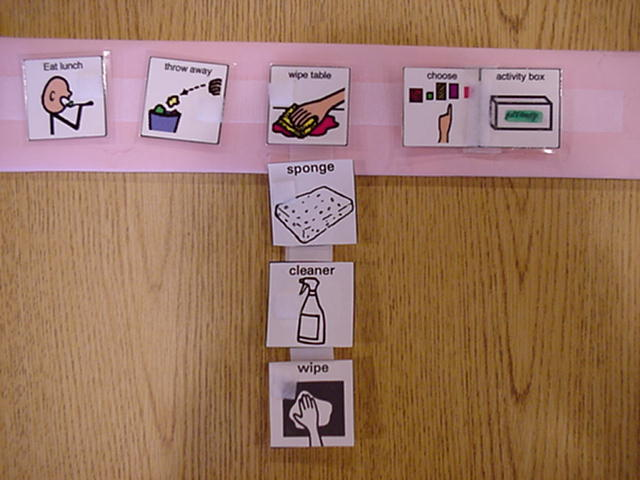 Eat lunch
throw away
wipe table
choose
activity box
sponge
cleaner
wipe